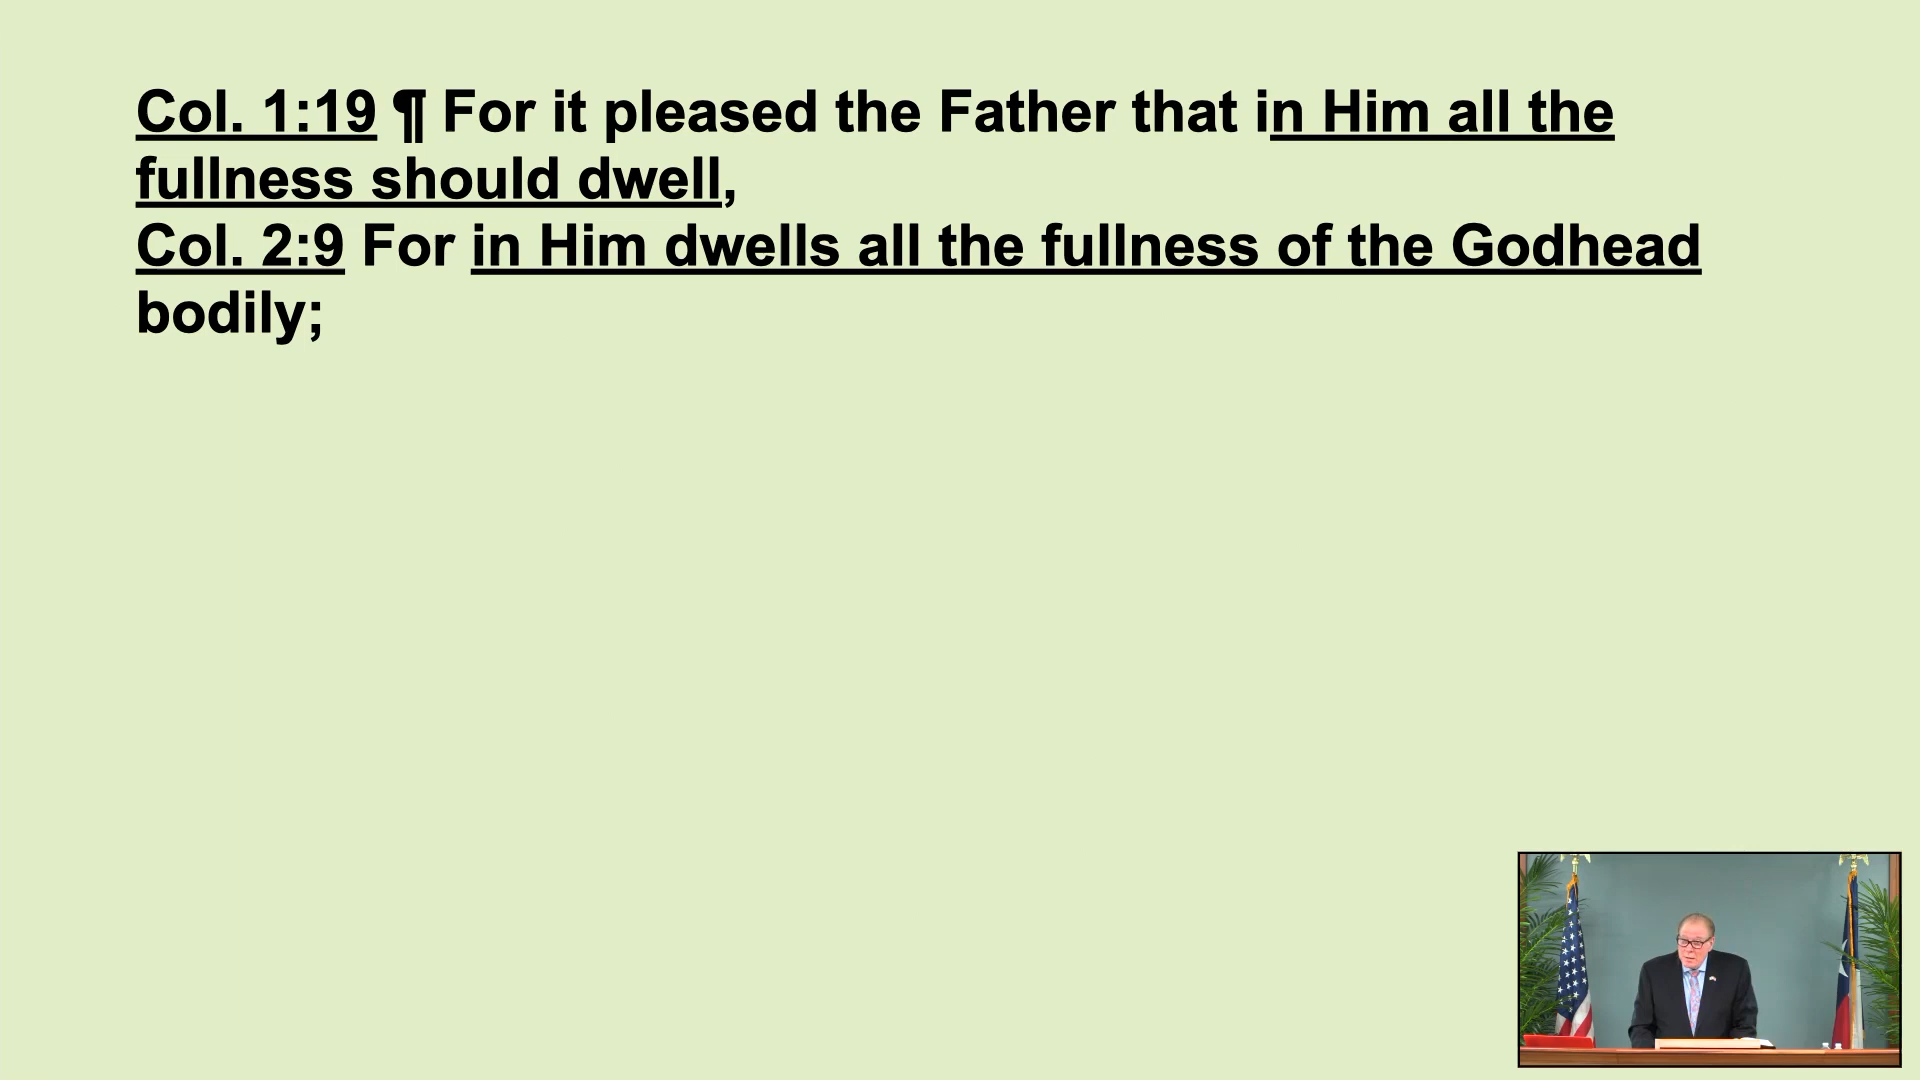 Col. 1:19 ¶ For it pleased the Father that in Him all the
fullness should dwell,
Col. 2:9 For in Him dwells all the fullness of the Godhead
bodily;